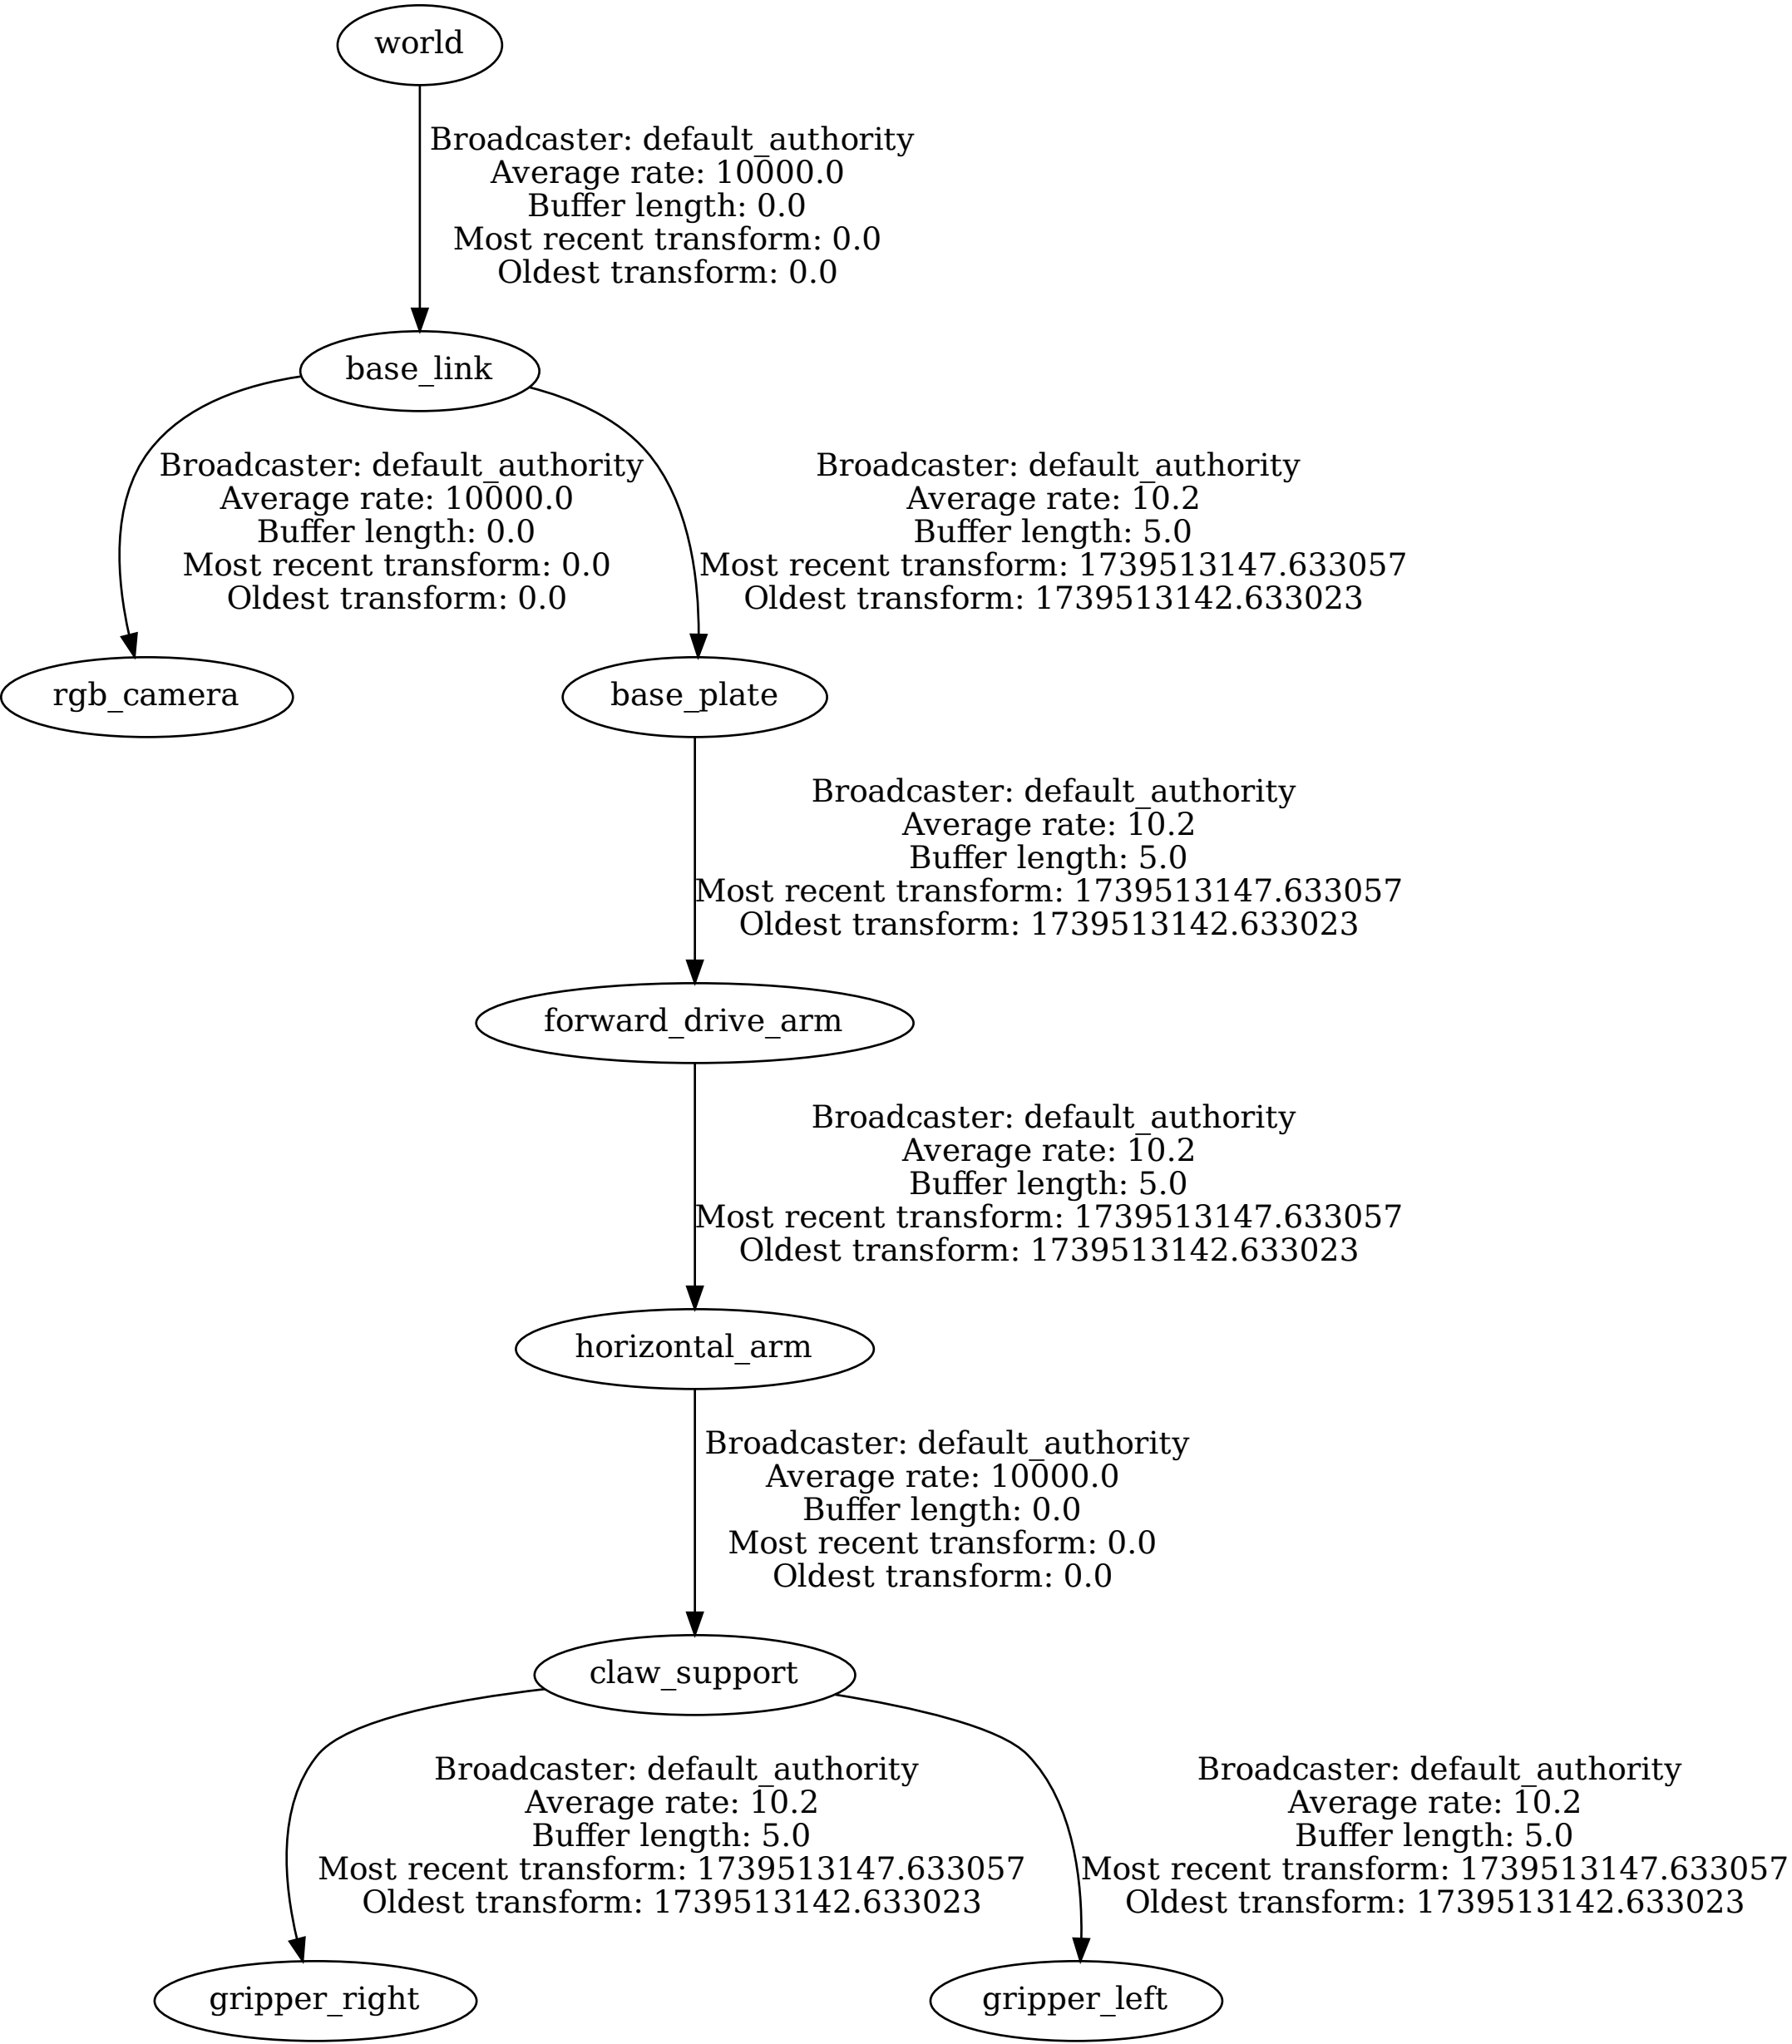 world
Broadcaster: default_authority
Average rate: 10000.0
Buffer length: 0.0
Most recent transform: 0.0
Oldest transform: 0.0
base_link
Broadcaster: default_authority
Average rate: 10000.0
Buffer length: 0.0
Most recent transform: 0.0
Oldest transform: 0.0
Broadcaster: default_authority
Average rate: 10.2
Buffer length: 5.0
Most recent transform: 1739513147.633057
Oldest transform: 1739513142.633023
rgb_camera
base_plate
Broadcaster: default_authority
Average rate: 10.2
Buffer length: 5.0
Most recent transform: 1739513147.633057
Oldest transform: 1739513142.633023
forward_drive_arm
Broadcaster: default_authority
Average rate: 10.2
Buffer length: 5.0
Most recent transform: 1739513147.633057
Oldest transform: 1739513142.633023
horizontal_arm
Broadcaster: default_authority
Average rate: 10000.0
Buffer length: 0.0
Most recent transform: 0.0
Oldest transform: 0.0
claw_support
Broadcaster: default_authority
Average rate: 10.2
Buffer length: 5.0
Most recent transform: 1739513147.633057
Oldest transform: 1739513142.633023
Broadcaster: default_authority
Average rate: 10.2
Buffer length: 5.0
Most recent transform: 1739513147.633057
Oldest transform: 1739513142.633023
gripper_right
gripper_left